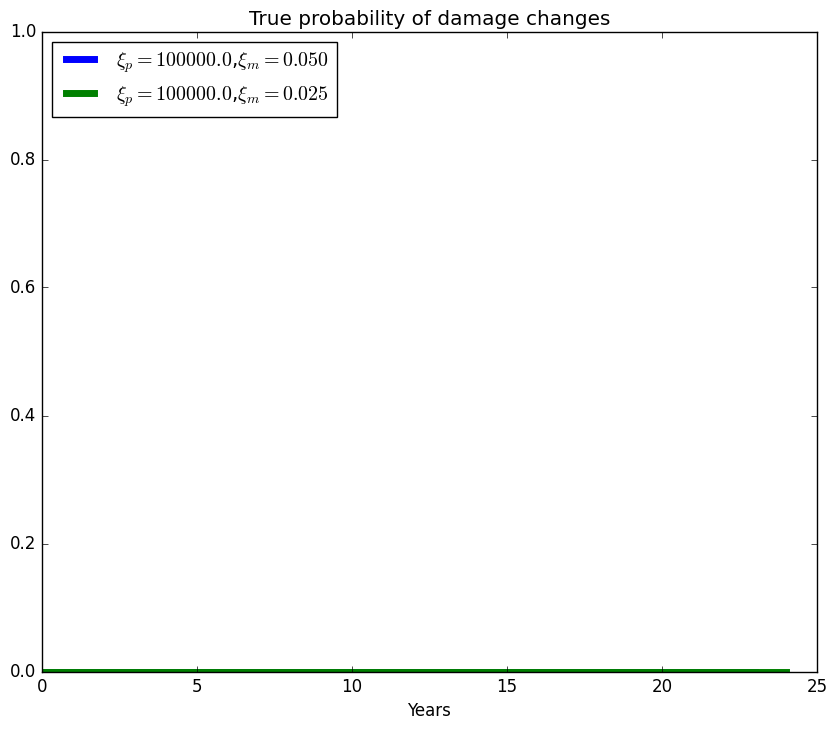 True probability of damage changes
1.0
ξₚ = 100000.0,ξₘ = 0.050
ξₚ = 100000.0,ξₘ = 0.025
0.8
0.6
0.4
0.2
0.0
0 5 10 15 20 25
Years